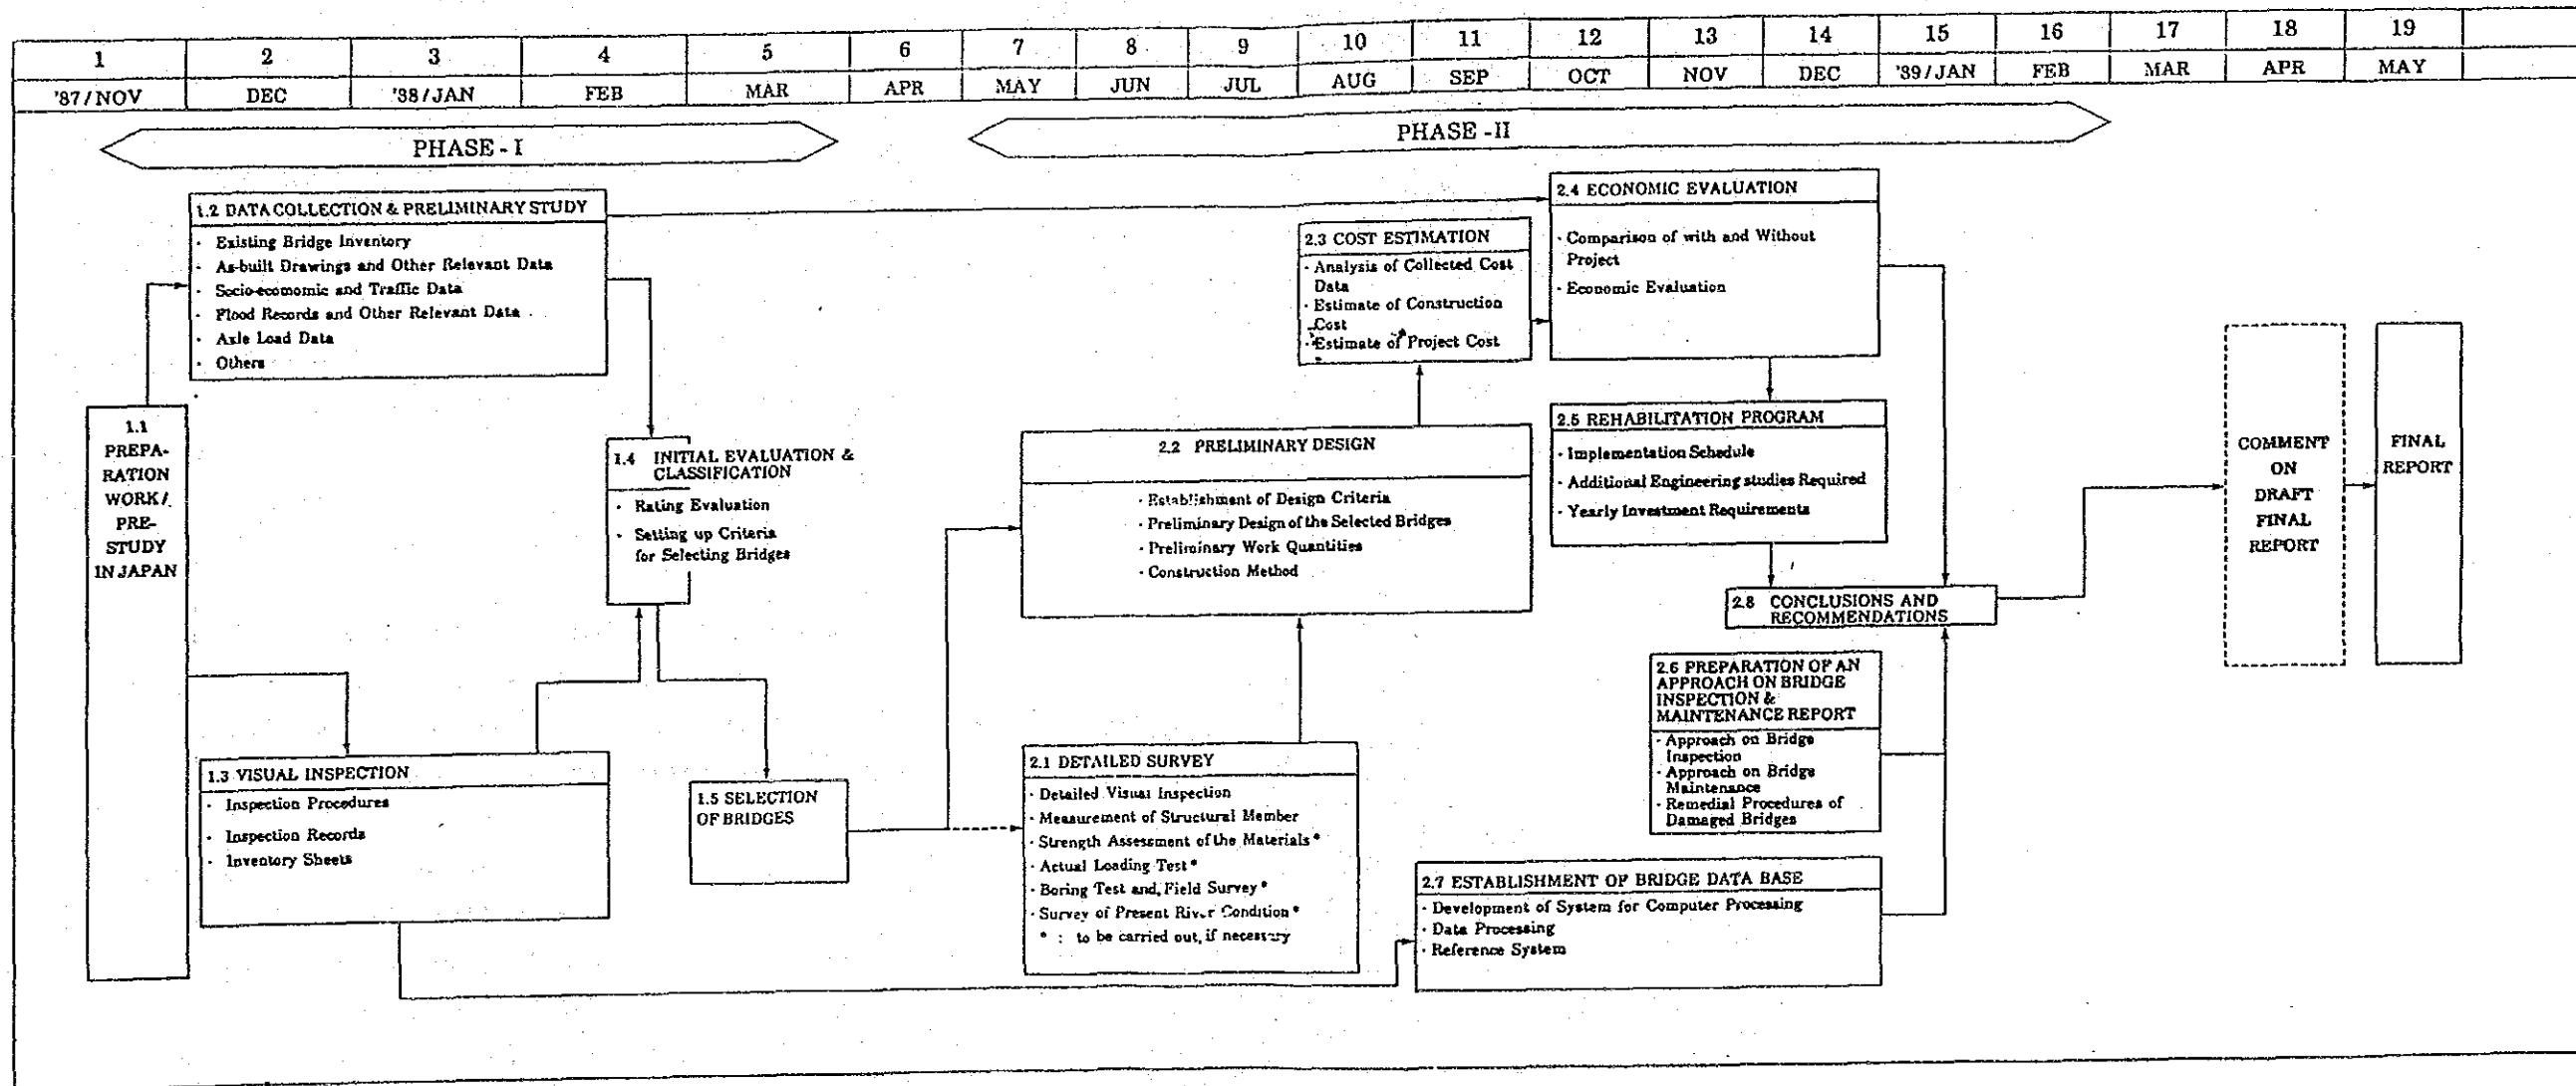 1 2 3 4 5 6 7 8 9 10 11 12 13 14 15 16 17 18 19
'87/NOV DEC '88/JAN FEB MAR APR MAY JUN JUL AUG SEP OCT NOV DEC '89/JAN FEB MAR APR MAY
PHASE - I
PHASE - II
1.1
PREPA-
RATION
WORK/
PRE-
STUDY
IN JAPAN
1.2 DATA COLLECTION & PRELIMINARY STUDY
· Existing Bridge Inventory
· As-built Drawings and Other Relevant Data
· Socio-economic and Traffic Data
· Flood Records and Other Relevant Data
· Axle Load Data
· Others
1.3 VISUAL INSPECTION
· Inspection Procedures
· Inspection Records
· Inventory Sheets
1.4 INITIAL EVALUATION &
CLASSIFICATION
· Rating Evaluation
· Setting up Criteria
for Selecting Bridges
1.5 SELECTION
OF BRIDGES
2.1 DETAILED SURVEY
· Detailed Visual Inspection
· Measurement of Structural Member
· Strength Assessment of the Materials*
· Actual Loading Test*
· Boring Test and Field Survey*
· Survey of Present River Condition*
* : to be carried out, if necessary
2.2 PRELIMINARY DESIGN
· Establishment of Design Criteria
· Preliminary Design of the Selected Bridges
· Preliminary Work Quantities
· Construction Method
2.3 COST ESTIMATION
· Analysis of Collected Cost
Data
· Estimate of Construction
Cost
· Estimate of Project Cost
2.4 ECONOMIC EVALUATION
· Comparison of with and Without
Project
· Economic Evaluation
2.5 REHABILITATION PROGRAM
· Implementation Schedule
· Additional Engineering studies Required
· Yearly Investment Requirements
2.8 CONCLUSIONS AND
RECOMMENDATIONS
2.6 PREPARATION OF AN
APPROACH ON BRIDGE
INSPECTION &
MAINTENANCE REPORT
· Approach on Bridge
Inspection
· Approach on Bridge
Maintenance
· Remedial Procedures of
Damaged Bridges
2.7 ESTABLISHMENT OF BRIDGE DATA BASE
· Development of System for Computer Processing
· Data Processing
· Reference System
COMMENT
ON
DRAFT
FINAL
REPORT
FINAL
REPORT